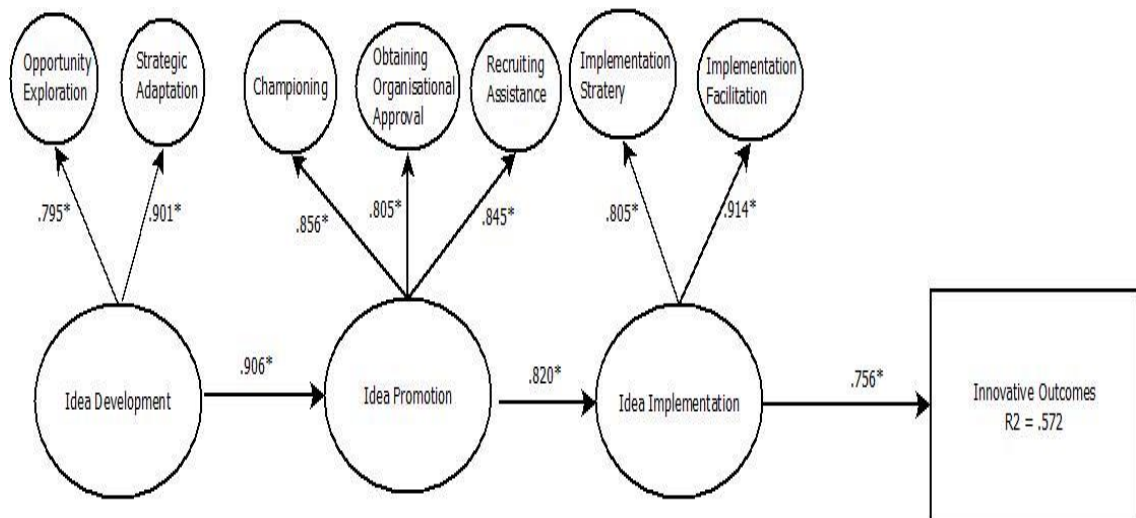 Opportunity
Exploration
Strategic
Adaptation
Championing
Obtaining
Organisational
Approval
Recruiting
Assistance
Implementation
Stratery
Implementation
Facilitation
.795*
.901*
.856*
.805*
.845*
.805*
.914*
Idea Development
.906*
Idea Promotion
.820*
Idea Implementation
.756*
Innovative Outcomes
R2 = .572